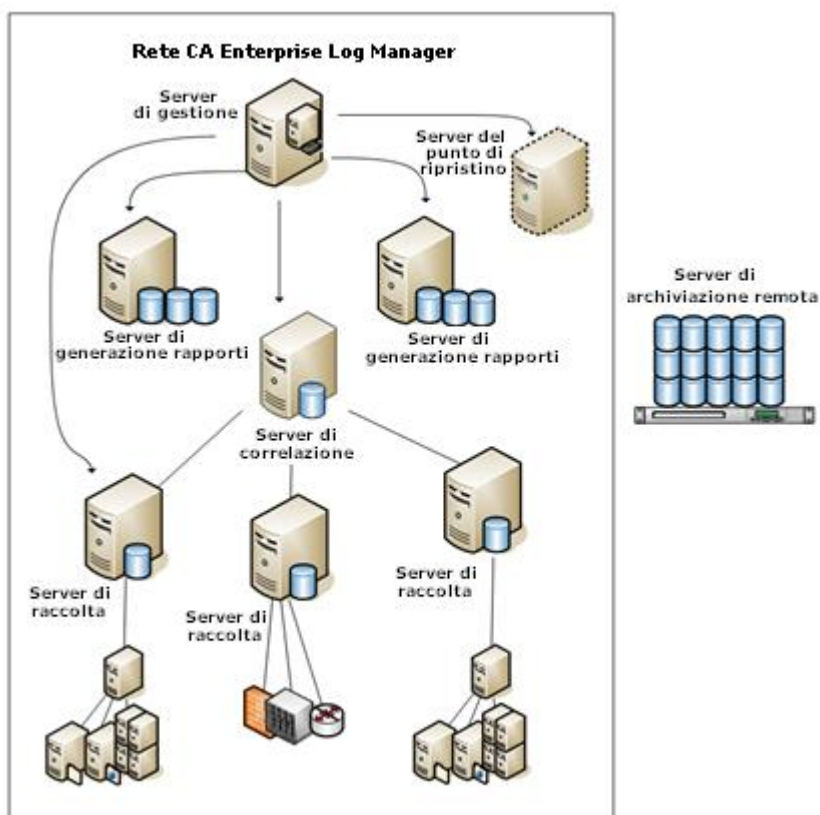 Rete CA Enterprise Log Manager
Server
di gestione
Server del
punto di
ripristino
Server di
generazione rapporti
Server di
generazione rapporti
Server di
archiviazione remota
Server di
correlazione
Server di
raccolta
Server di
raccolta
Server di
raccolta